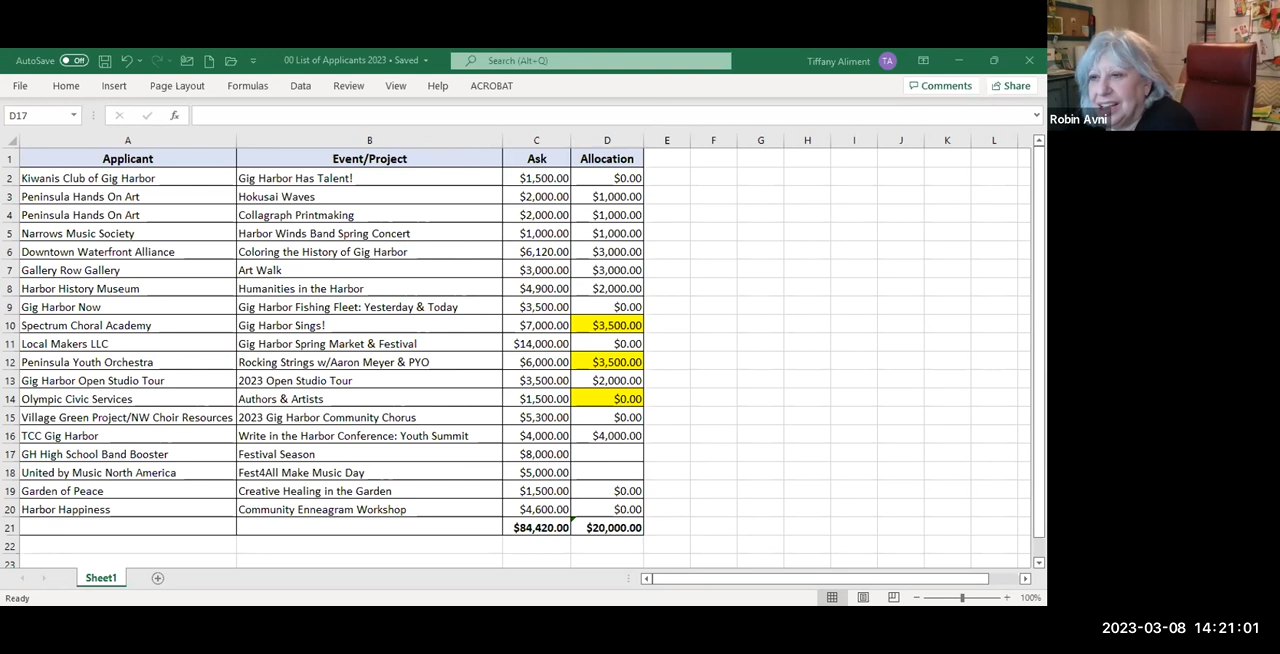 AutoSave Off 00 List of Applicants 2023 • Saved Search (Alt+Q) Tiffany Aliment TA
File Home Insert Page Layout Formulas Data Review View Help ACROBAT Comments Share
D17 fx
A B C D E F G H I J K L
1 Applicant Event/Project Ask Allocation
2 Kiwanis Club of Gig Harbor Gig Harbor Has Talent! $1,500.00 $0.00
3 Peninsula Hands On Art Hokusai Waves $2,000.00 $1,000.00
4 Peninsula Hands On Art Collagraph Printmaking $2,000.00 $1,000.00
5 Narrows Music Society Harbor Winds Band Spring Concert $1,000.00 $1,000.00
6 Downtown Waterfront Alliance Coloring the History of Gig Harbor $6,120.00 $3,000.00
7 Gallery Row Gallery Art Walk $3,000.00 $3,000.00
8 Harbor History Museum Humanities in the Harbor $4,900.00 $2,000.00
9 Gig Harbor Now Gig Harbor Fishing Fleet: Yesterday & Today $3,500.00 $0.00
10 Spectrum Choral Academy Gig Harbor Sings! $7,000.00 $3,500.00
11 Local Makers LLC Gig Harbor Spring Market & Festival $14,000.00 $0.00
12 Peninsula Youth Orchestra Rocking Strings w/Aaron Meyer & PYO $6,000.00 $3,500.00
13 Gig Harbor Open Studio Tour 2023 Open Studio Tour $3,500.00 $2,000.00
14 Olympic Civic Services Authors & Artists $1,500.00 $0.00
15 Village Green Project/NW Choir Resources 2023 Gig Harbor Community Chorus $5,300.00 $0.00
16 TCC Gig Harbor Write in the Harbor Conference: Youth Summit $4,000.00 $4,000.00
17 GH High School Band Booster Festival Season $8,000.00
18 United by Music North America Fest4All Make Music Day $5,000.00
19 Garden of Peace Creative Healing in the Garden $1,500.00 $0.00
20 Harbor Happiness Community Enneagram Workshop $4,600.00 $0.00
21 $84,420.00 $20,000.00
22
23
Sheet1
Ready 100%
Robin Avni
2023-03-08 14:21:01